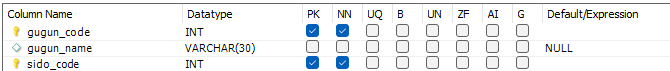 Column Name Datatype PK NN UQ B UN ZF AI G Default/Expression
gugun_code INT
gugun_name VARCHAR(30) NULL
sido_code INT